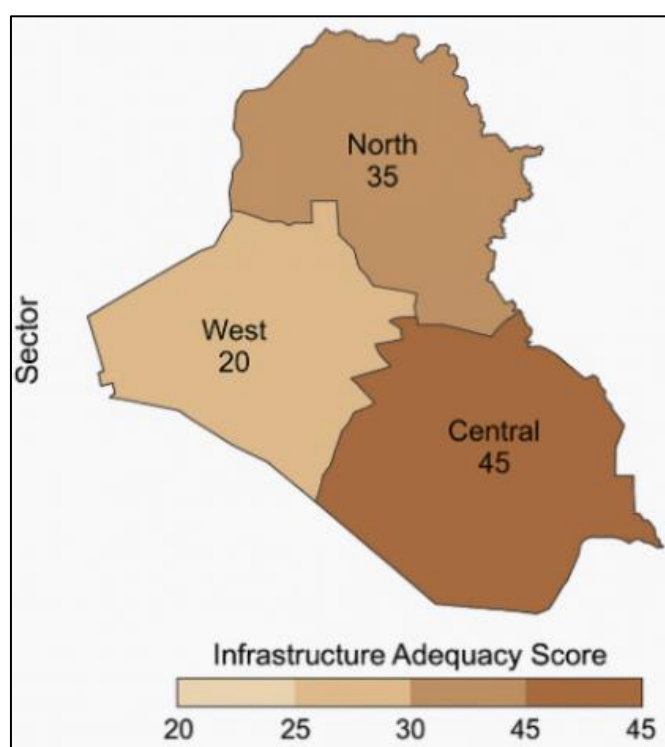 North
35
West
20
Sector
Central
45
Infrastructure Adequacy Score
20 25 30 45 45